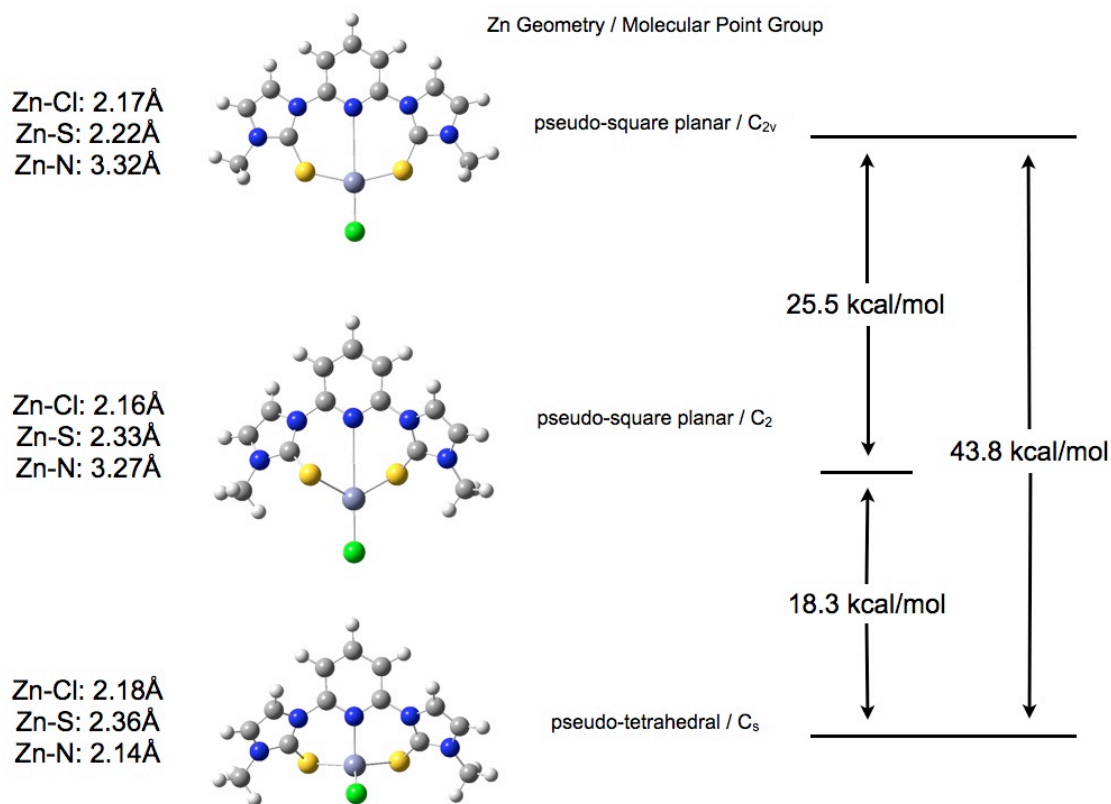 Zn Geometry / Molecular Point Group
Zn-Cl: 2.17Å
Zn-S: 2.22Å
Zn-N: 3.32Å
pseudo-square planar / C₂ᵥ
25.5 kcal/mol
Zn-Cl: 2.16Å
Zn-S: 2.33Å
Zn-N: 3.27Å
pseudo-square planar / C₂
43.8 kcal/mol
18.3 kcal/mol
Zn-Cl: 2.18Å
Zn-S: 2.36Å
Zn-N: 2.14Å
pseudo-tetrahedral / Cₛ